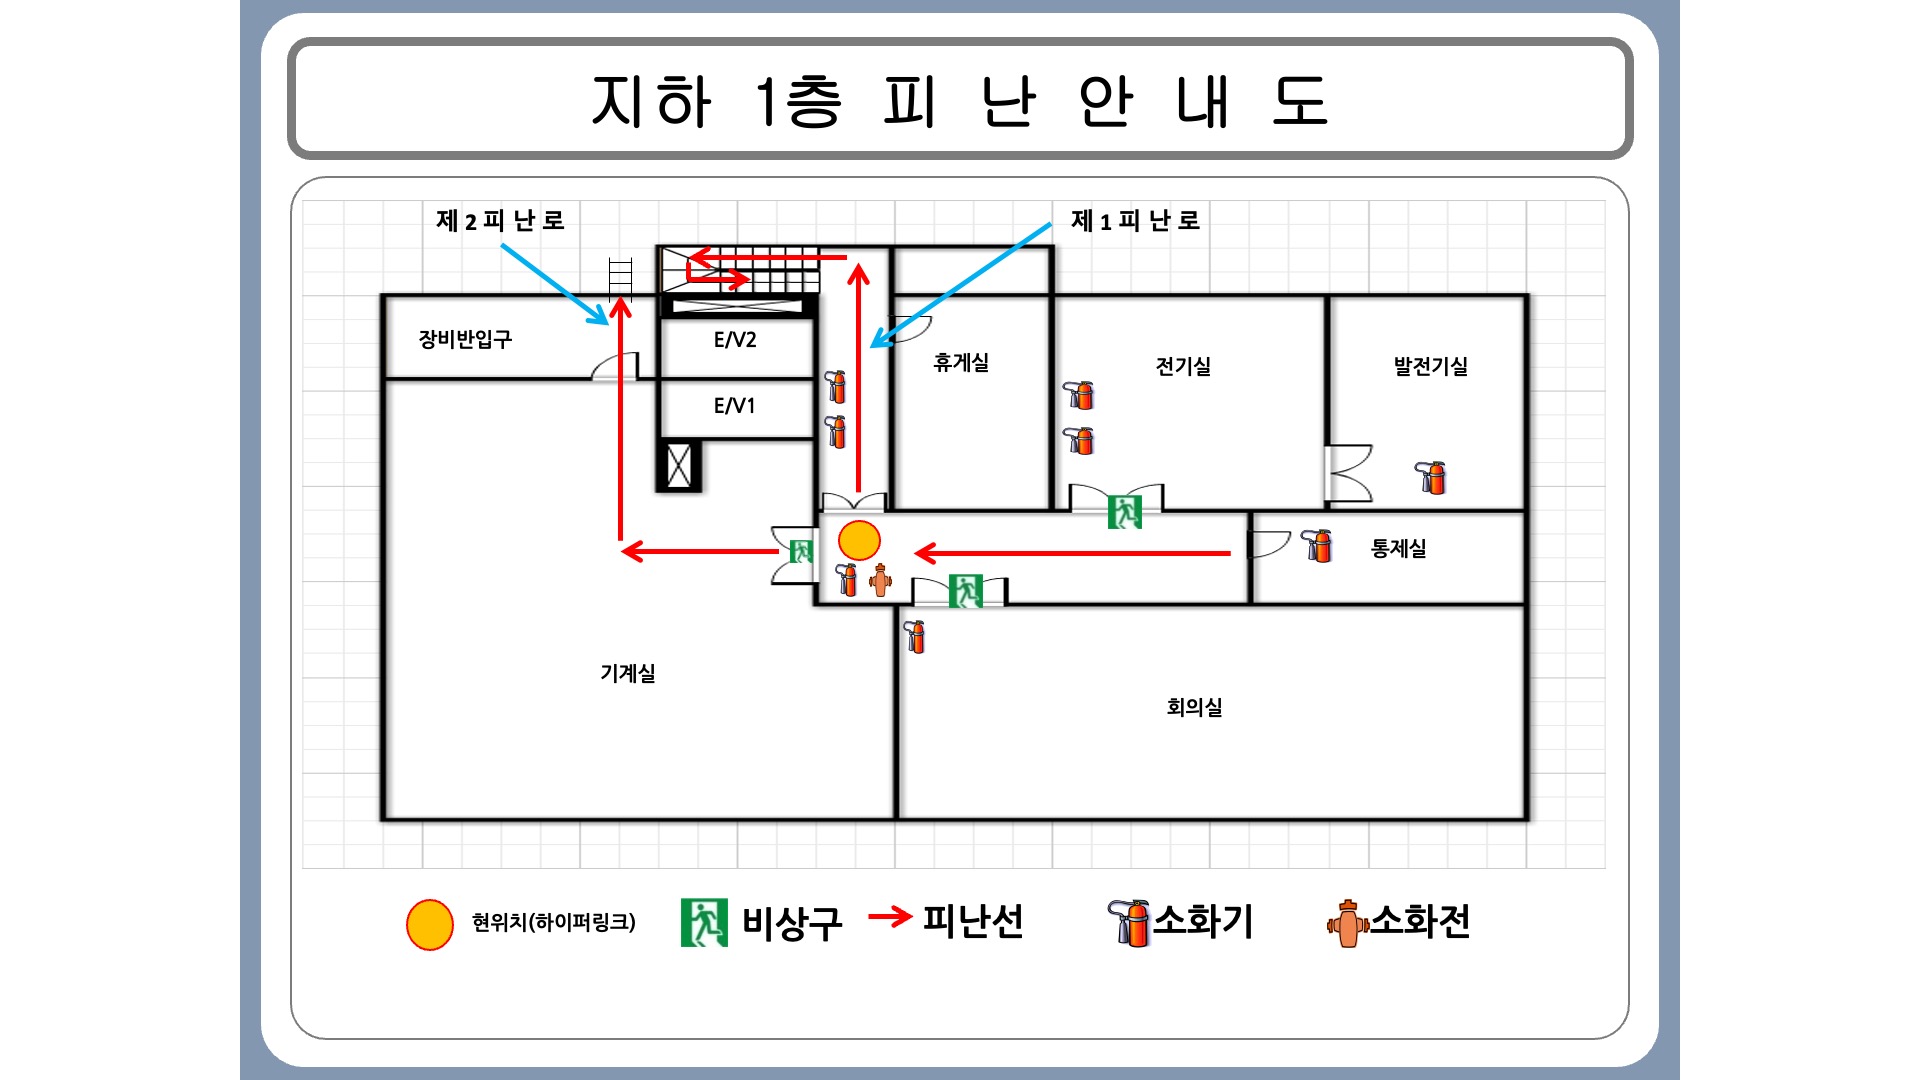 지하 1층 피 난 안 내 도
제 2 피 난 로
제 1 피 난 로
장비반입구
E/V2
E/V1
휴게실
전기실
발전기실
통제실
기계실
회의실
현위치(하이퍼링크)
비상구
피난선
소화기
소화전